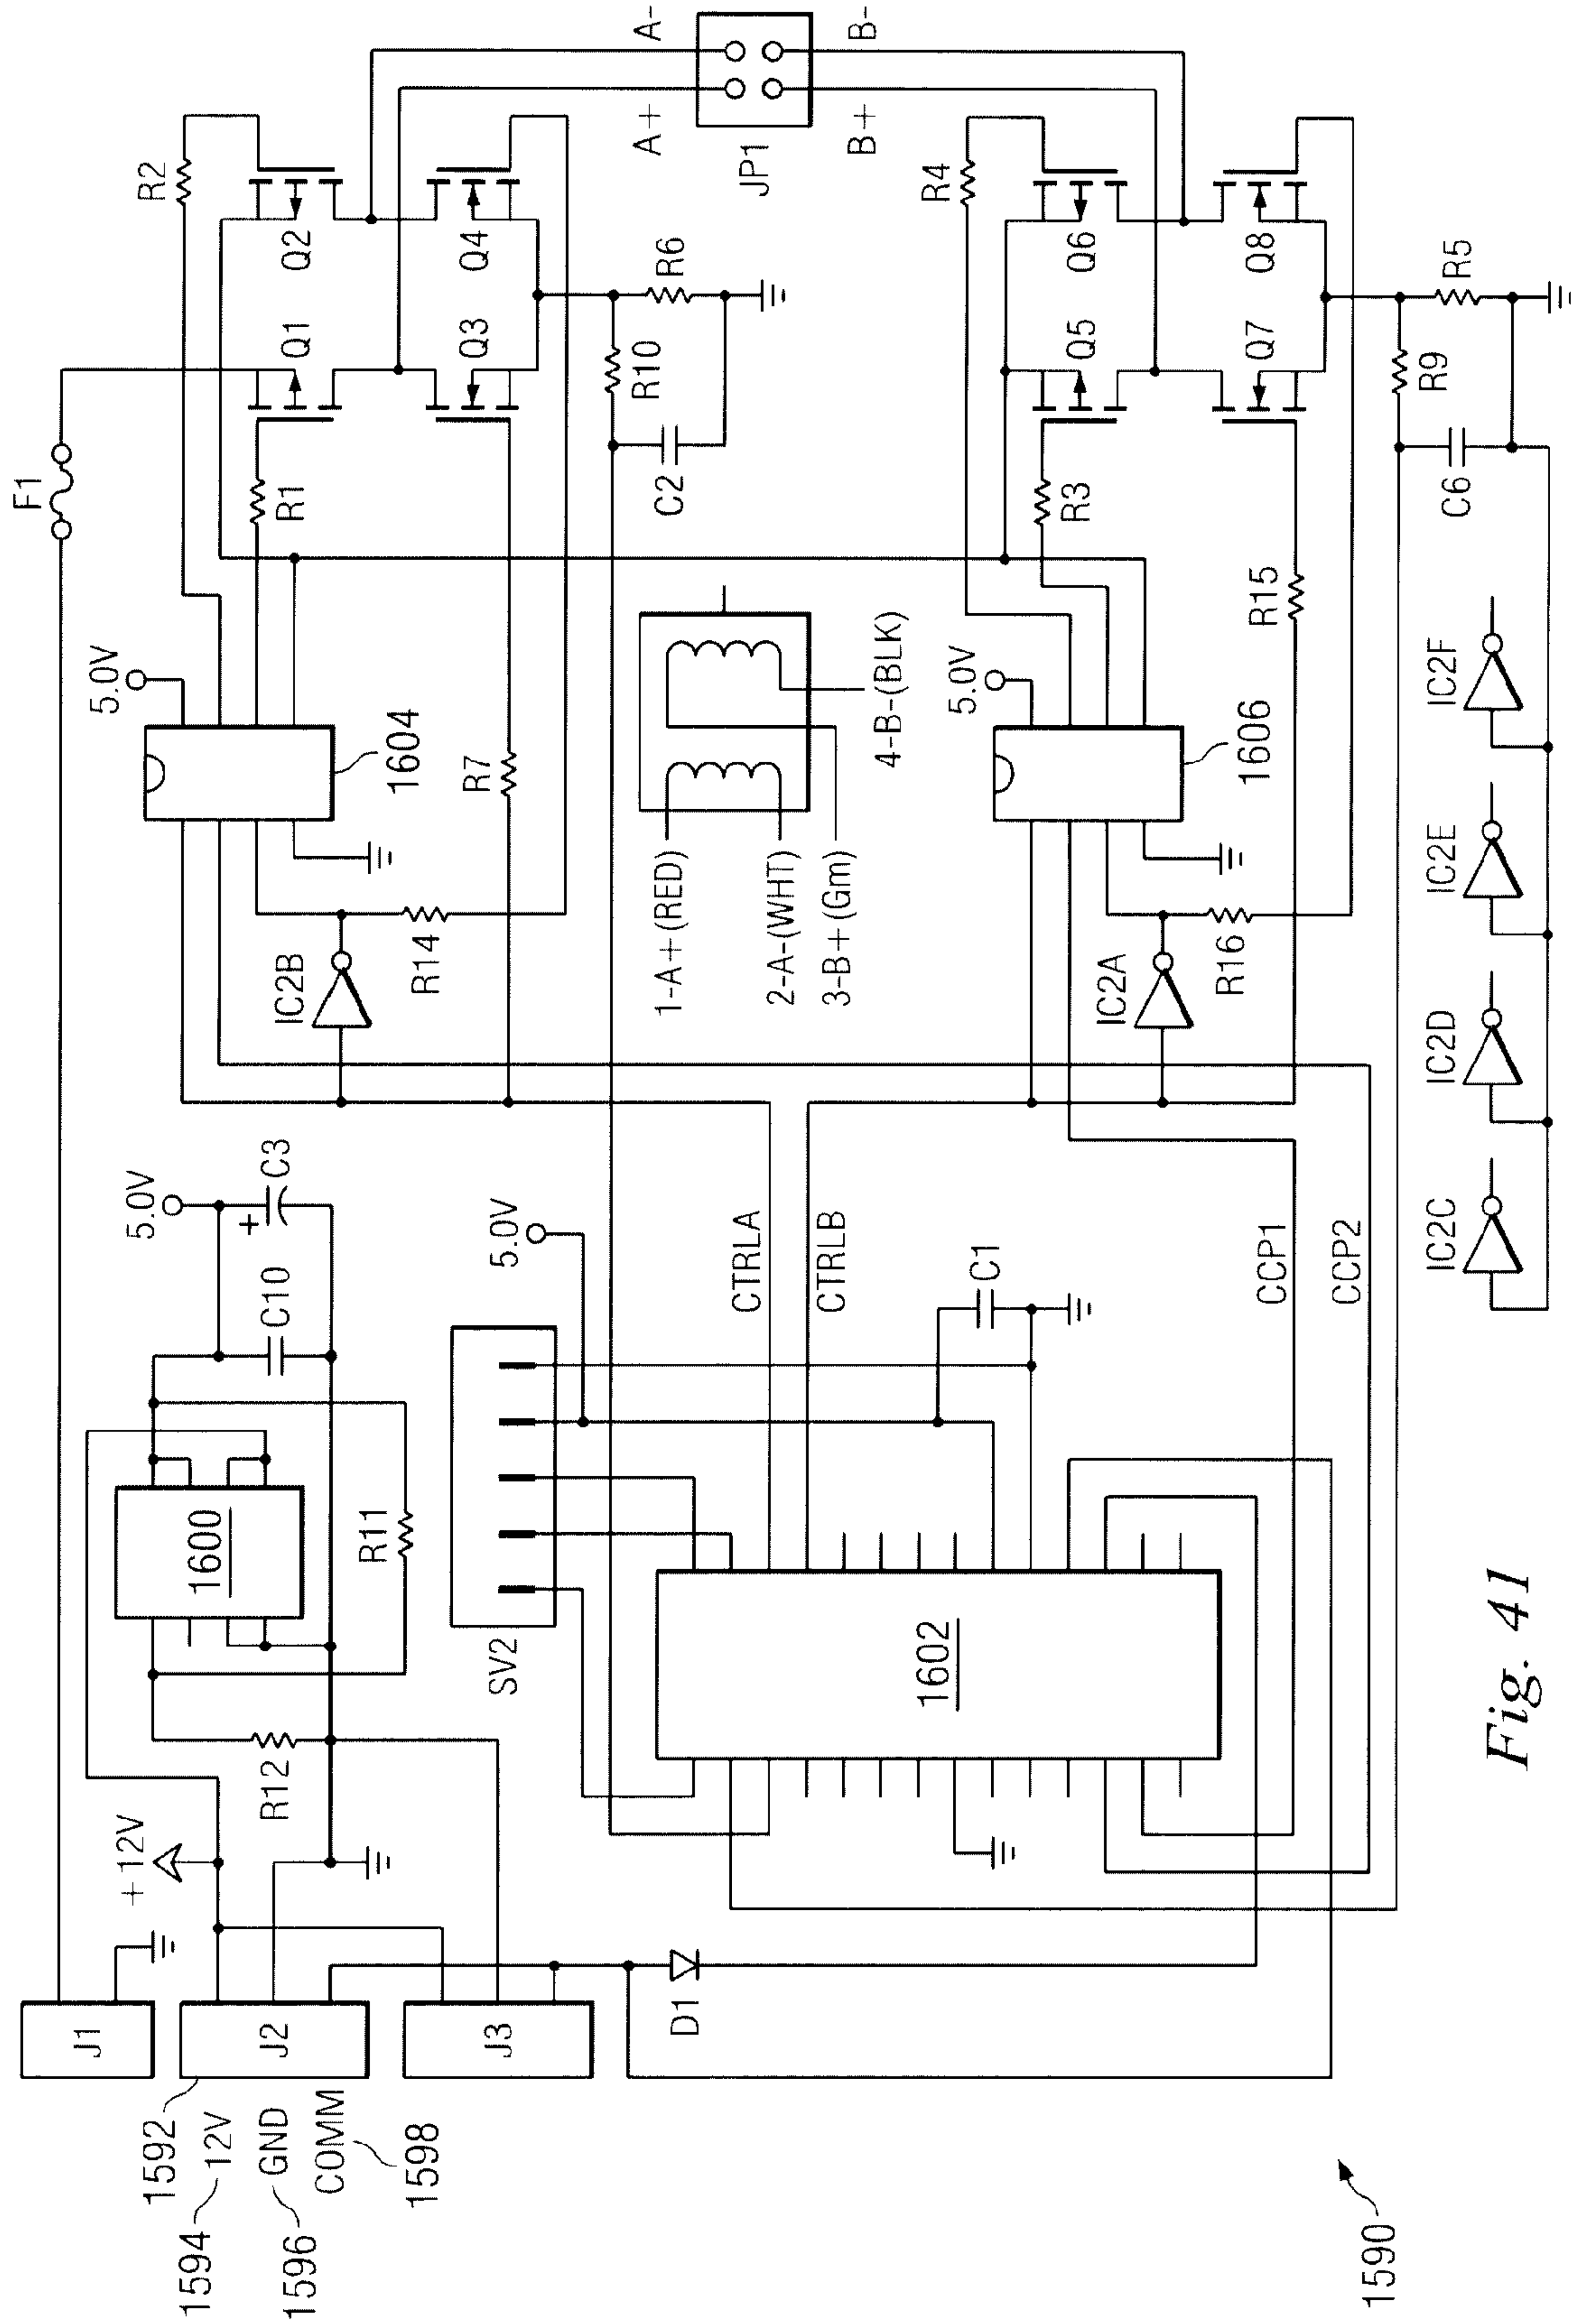 F1
R2
A-
A+
JP1
B+
B-
Q2
Q1
Q4
Q3
R1
R6
R10
C2
5.0V
1604
R7
IC2B
R14
1-A+(RED)
2-A-(WHT)
3-B+(Grn)
4-B-(BLK)
R4
Q6
Q5
Q8
Q7
R3
R5
R9
C6
R15
5.0V
1606
IC2A
R16
IC2F
IC2E
IC2D
IC2C
5.0V
+
C3
C10
1600
R11
R12
+12V
5.0V
SV2
C1
CTRLA
CTRLB
CCP1
CCP2
1602
J1
J2
J3
D1
1592
1594
12V
1596
GND
COMM
1598
1590
Fig. 41